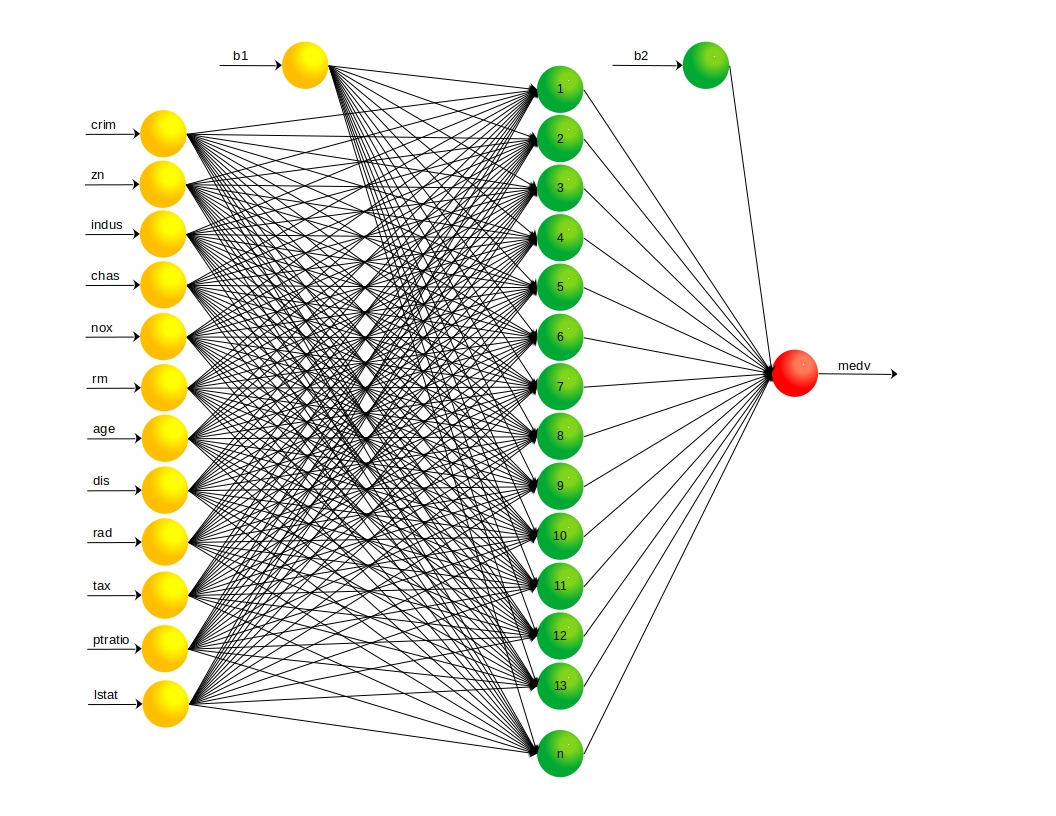 b1
b2
crim
zn
indus
chas
nox
rm
age
dis
rad
tax
ptratio
lstat
1
2
3
4
5
6
7
8
9
10
11
12
13
n
medv